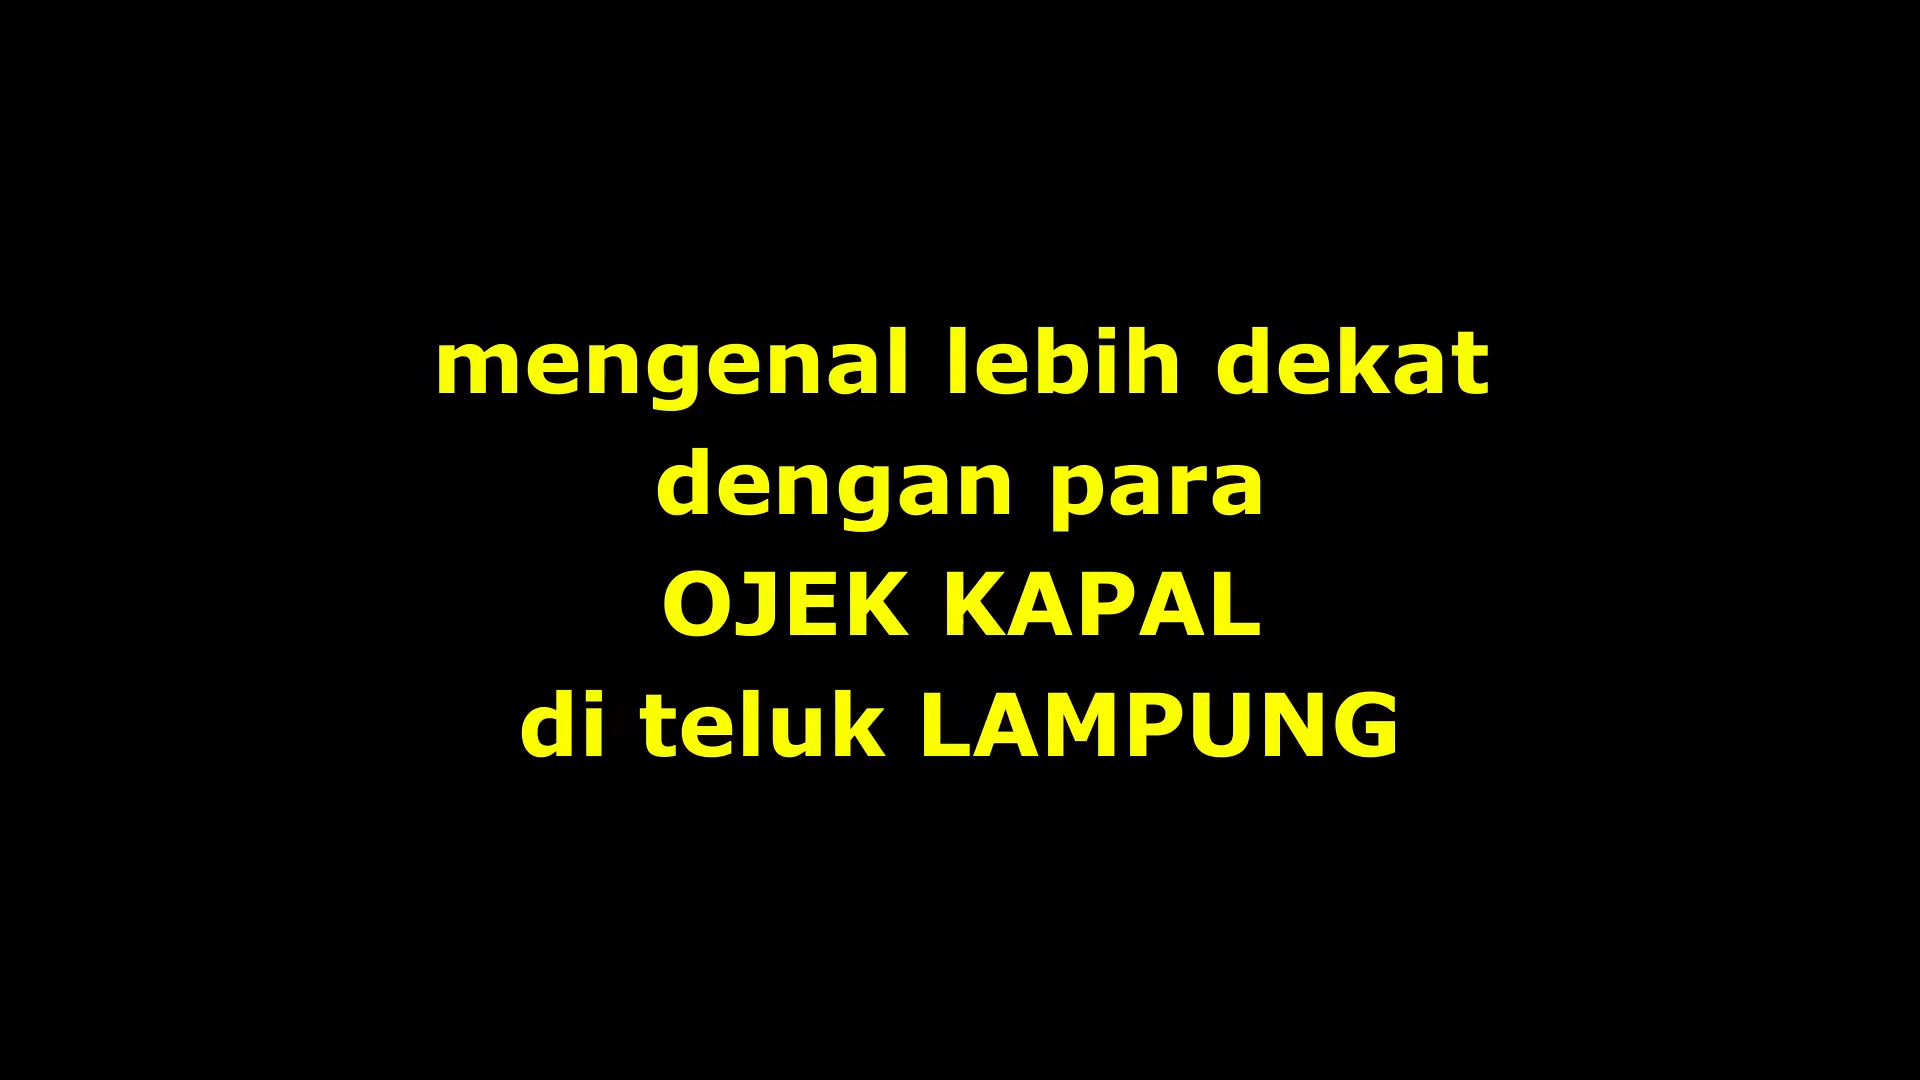 mengenal lebih dekat
dengan para
OJEK KAPAL
di teluk LAMPUNG